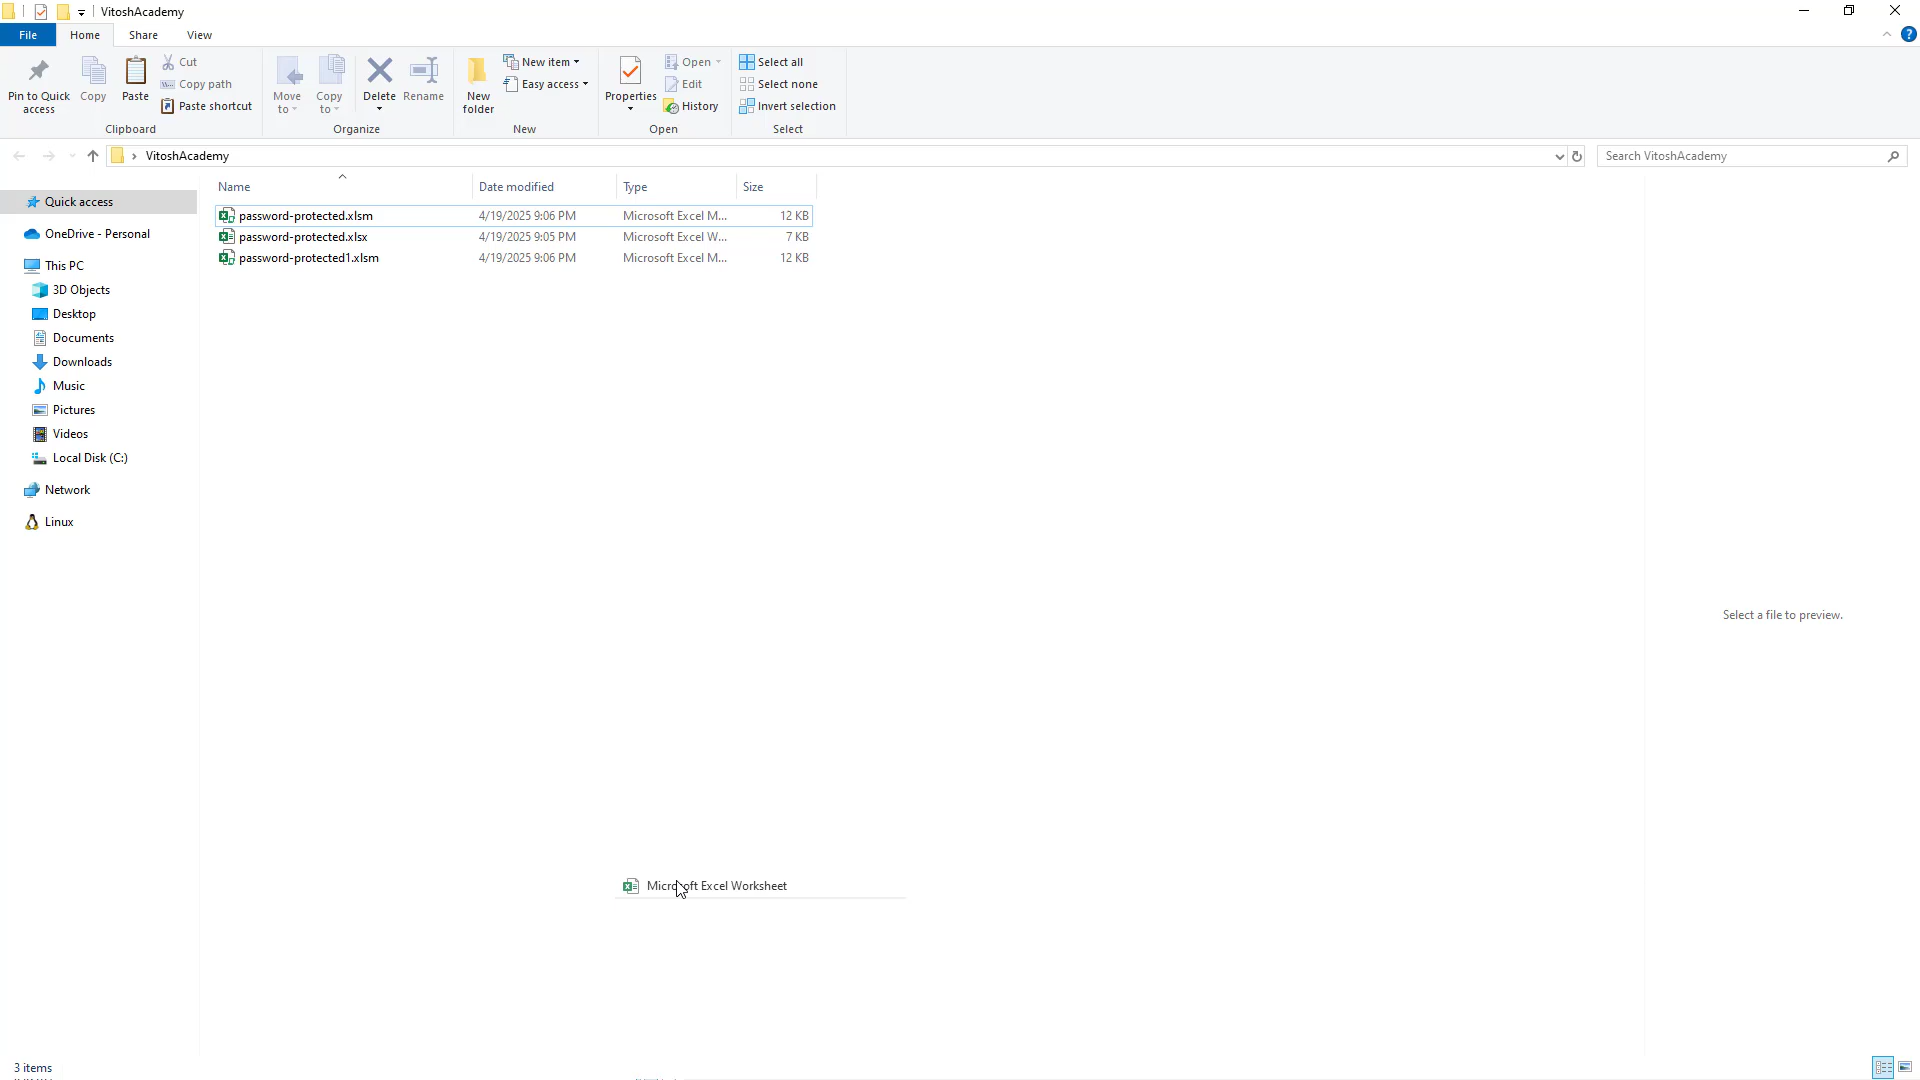 VitoshAcademy
File Home Share View
Pin to Quick access
Copy
Paste
Cut
Copy path
Paste shortcut
Clipboard
Move to
Copy to
Delete
Rename
Organize
New folder
New item
Easy access
New
Properties
Open
Edit
History
Open
Select all
Select none
Invert selection
Select
VitoshAcademy
Search VitoshAcademy
Name Date modified Type Size
password-protected.xlsm 4/19/2025 9:06 PM Microsoft Excel M... 12 KB
password-protected.xlsx 4/19/2025 9:05 PM Microsoft Excel W... 7 KB
password-protected1.xlsm 4/19/2025 9:06 PM Microsoft Excel M... 12 KB
Quick access
OneDrive - Personal
This PC
3D Objects
Desktop
Documents
Downloads
Music
Pictures
Videos
Local Disk (C:)
Network
Linux
Select a file to preview.
Microsoft Excel Worksheet
3 items